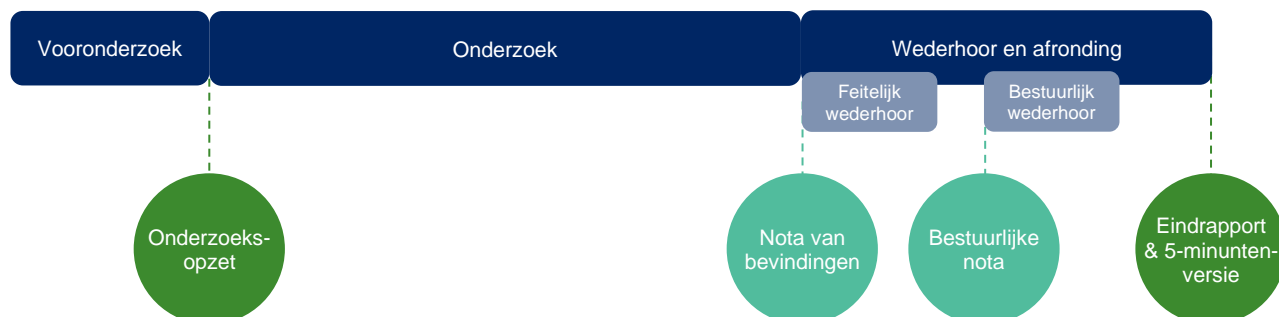 Vooronderzoek
Onderzoek
Wederhoor en afronding
Feitelijk
wederhoor
Bestuurlijk
wederhoor
Onderzoeks-
opzet
Nota van
bevindingen
Bestuurlijke
nota
Eindrapport
& 5-minunten-
versie